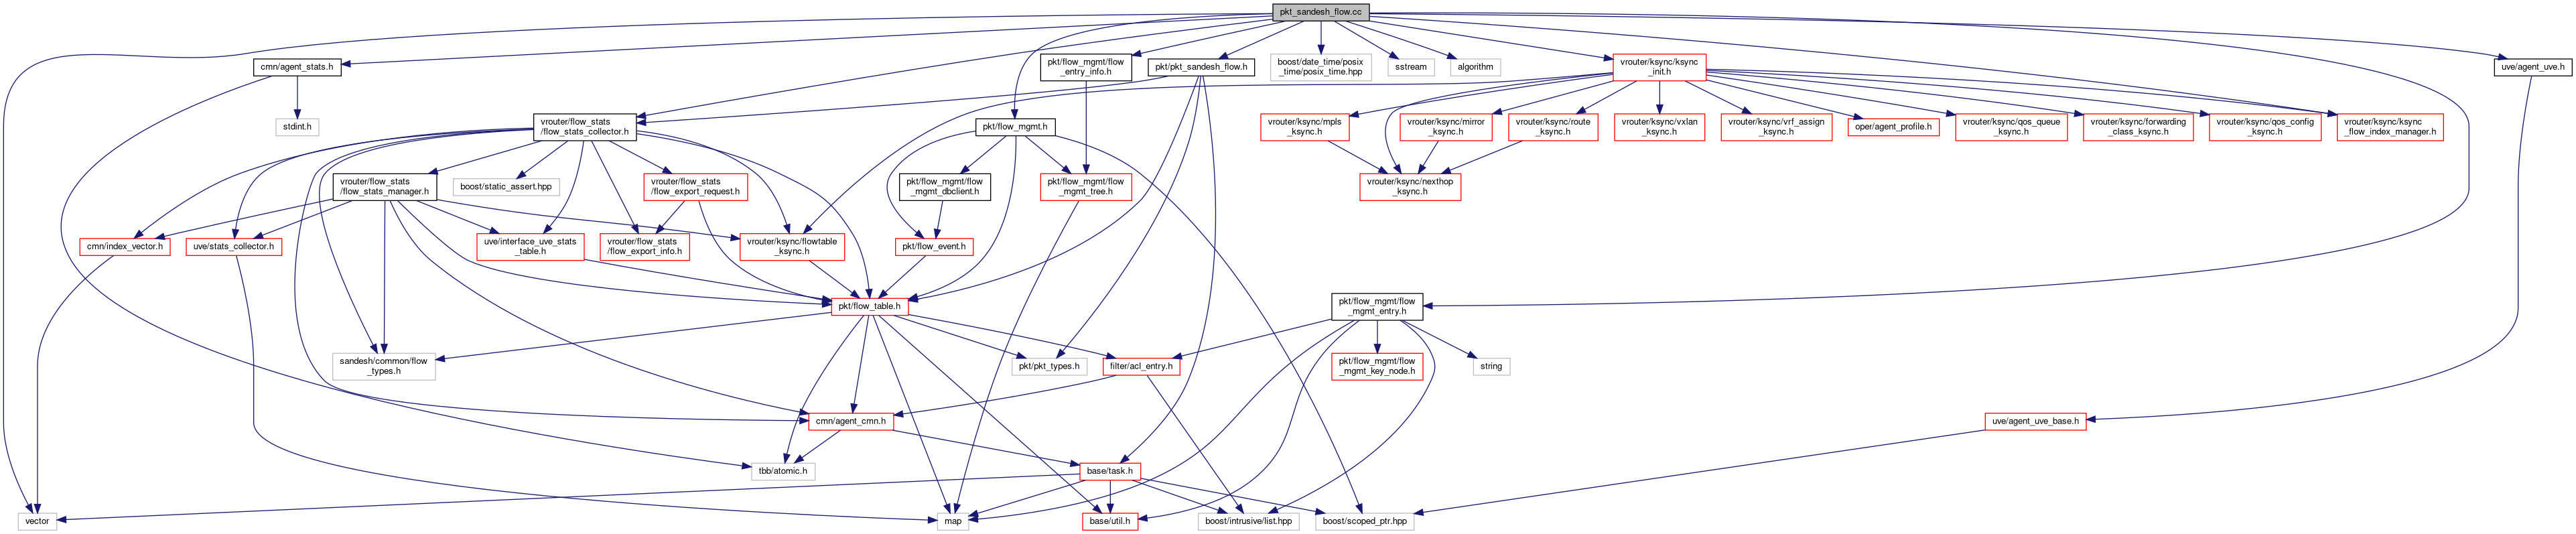 pkt_sandesh_flow.cc
cmn/agent_stats.h
pkt/flow_mgmt/flow
_entry_info.h
pkt/pkt_sandesh_flow.h
boost/date_time/posix
_time/posix_time.hpp
sstream
algorithm
vrouter/ksync/ksync
_init.h
uve/agent_uve.h
stdint.h
vrouter/flow_stats
/flow_stats_collector.h
pkt/flow_mgmt.h
vrouter/ksync/mpls
_ksync.h
vrouter/ksync/mirror
_ksync.h
vrouter/ksync/route
_ksync.h
vrouter/ksync/vxlan
_ksync.h
vrouter/ksync/vrf_assign
_ksync.h
oper/agent_profile.h
vrouter/ksync/qos_queue
_ksync.h
vrouter/ksync/forwarding
_class_ksync.h
vrouter/ksync/qos_config
_ksync.h
vrouter/ksync/ksync
_flow_index_manager.h
vrouter/flow_stats
/flow_stats_manager.h
boost/static_assert.hpp
vrouter/flow_stats
/flow_export_request.h
pkt/flow_mgmt/flow
_mgmt_dbclient.h
pkt/flow_mgmt/flow
_mgmt_tree.h
vrouter/ksync/nexthop
_ksync.h
cmn/index_vector.h
uve/stats_collector.h
uve/interface_uve_stats
_table.h
vrouter/flow_stats
/flow_export_info.h
vrouter/ksync/flowtable
_ksync.h
pkt/flow_event.h
pkt/flow_table.h
pkt/flow_mgmt/flow
_mgmt_entry.h
sandesh/common/flow
_types.h
pkt/pkt_types.h
filter/acl_entry.h
pkt/flow_mgmt/flow
_mgmt_key_node.h
string
cmn/agent_cmn.h
uve/agent_uve_base.h
tbb/atomic.h
base/task.h
vector
map
base/util.h
boost/intrusive/list.hpp
boost/scoped_ptr.hpp